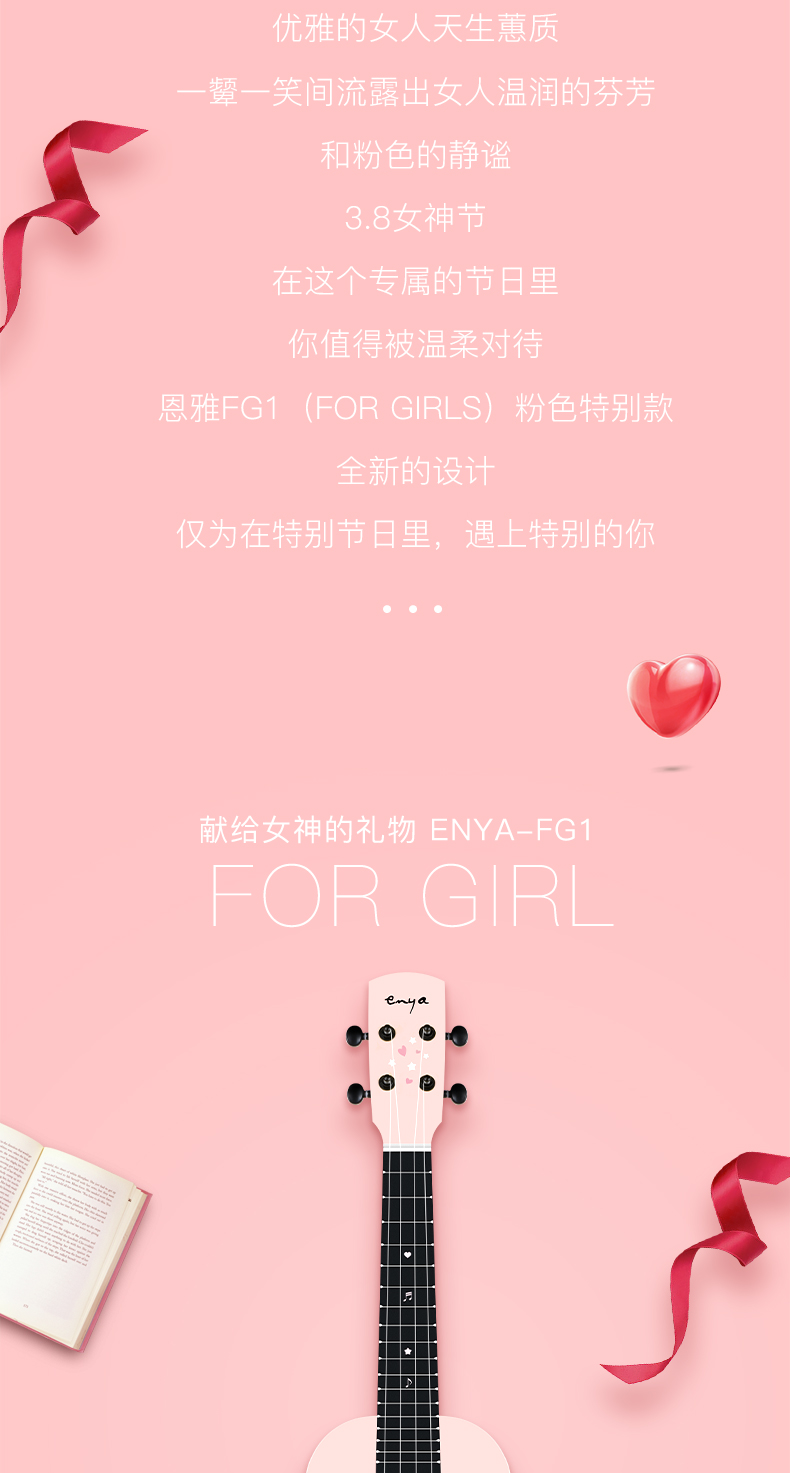 优雅的女人天生蕙质
一颦一笑间流露出女人温润的芬芳
和粉色的静谧
3.8女神节
在这个专属的节日里
你值得被温柔对待
恩雅FG1（FOR GIRLS）粉色特别款
全新的设计
仅为在特别节日里，遇上特别的你
• • •
献给女神的礼物 ENYA-FG1
FOR GIRL
enya